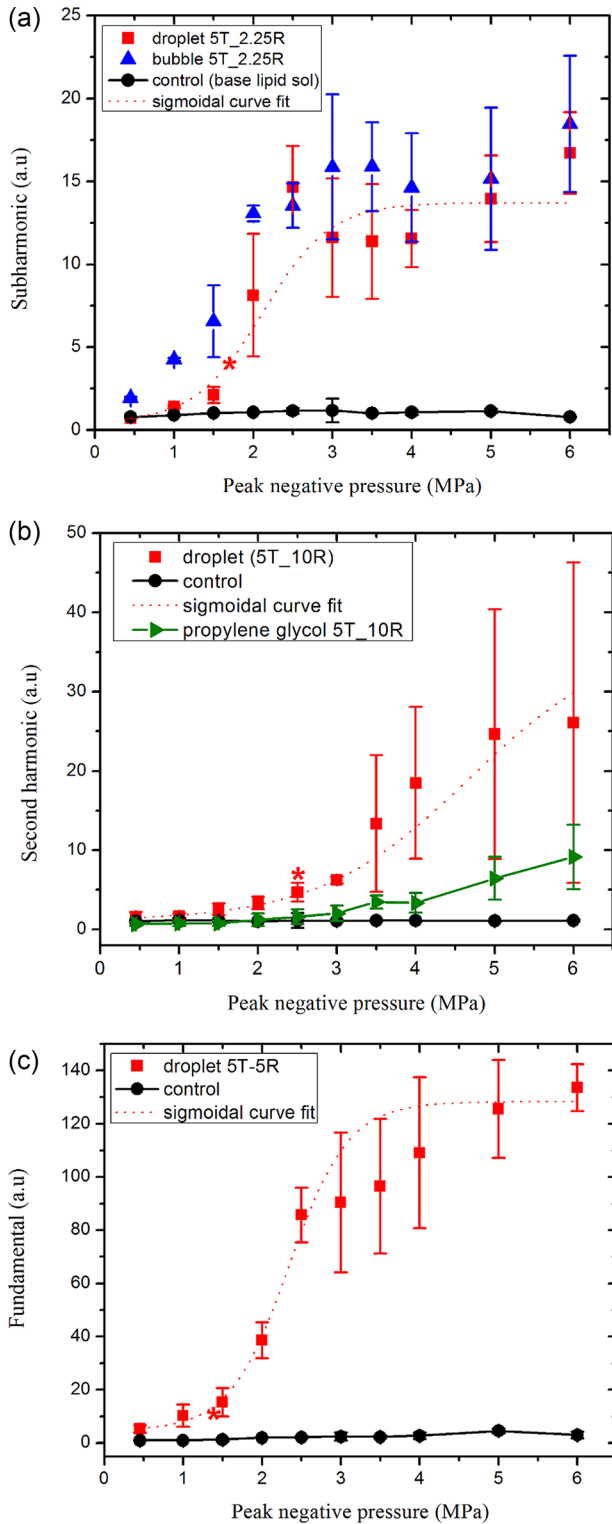 (a)
droplet 5T_2.25R
bubble 5T_2.25R
control (base lipid sol)
sigmoidal curve fit
25
20
15
10
5
0
Subharmonic (a.u)
*
0 1 2 3 4 5 6
Peak negative pressure (MPa)
(b)
droplet (5T_10R)
control
sigmoidal curve fit
propylene glycol 5T_10R
50
40
30
20
10
0
Second harmonic (a.u)
*
0 1 2 3 4 5 6
Peak negative pressure (MPa)
(c)
droplet 5T-5R
control
sigmoidal curve fit
140
120
100
80
60
40
20
0
Fundamental (a.u)
*
0 1 2 3 4 5 6
Peak negative pressure (MPa)